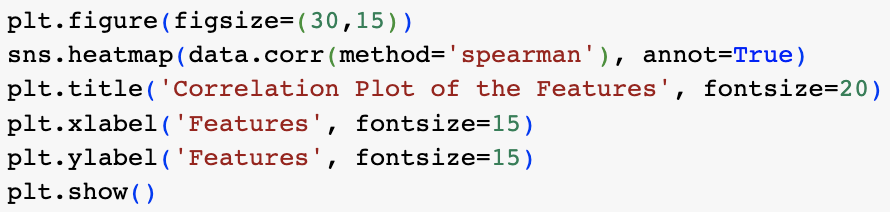 plt.figure(figsize=(30,15))
sns.heatmap(data.corr(method='spearman'), annot=True)
plt.title('Correlation Plot of the Features', fontsize=20)
plt.xlabel('Features', fontsize=15)
plt.ylabel('Features', fontsize=15)
plt.show()